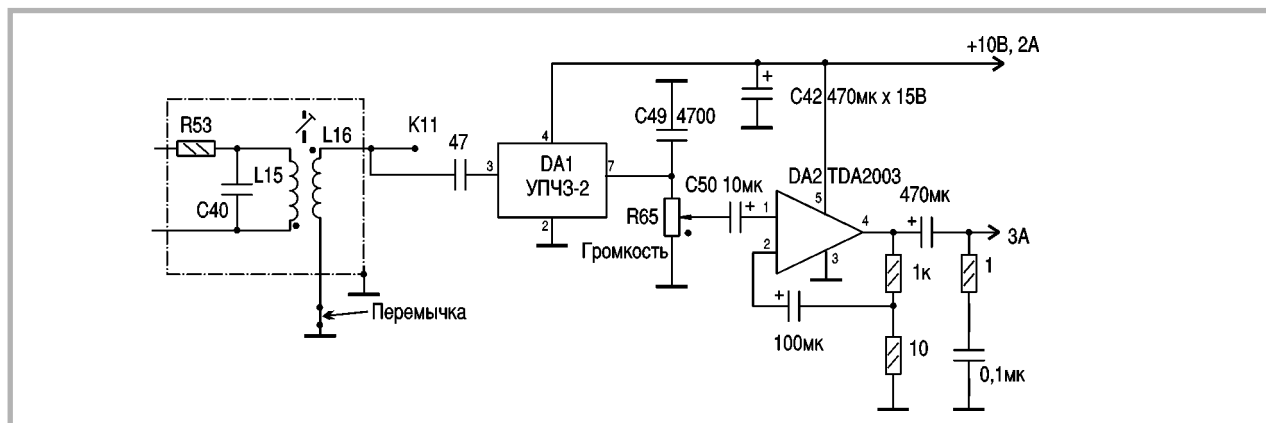 +10В, 2А
R53
L16
К11
47
C49 4700
C42 470мк x 15В
4
3
DA1
УПЧЗ-2
7
2
L15
C40
C50 10мк
DA2 TDA2003
470мк
R65
Громкость
+
1
2
5
4
3
+
+
+
ЗА
1к
1
Перемычка
100мк
10
0,1мк